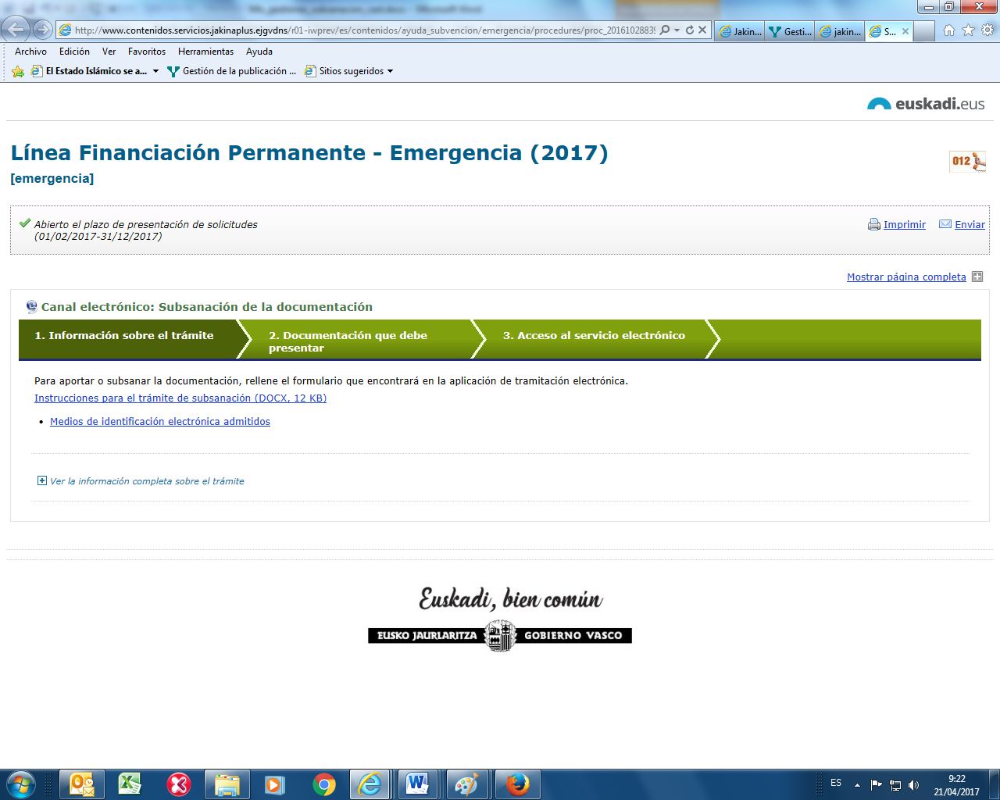 http://www.contenidos.servicios.jakinaplus.ejgvdns/r01-iwprev/es/contenidos/ayuda_subvencion/emergencia/procedures/proc_20161028839
Jakin...
Gesti...
jakin...
S...
Archivo Edición Ver Favoritos Herramientas Ayuda
El Estado Islámico se a... Gestión de la publicación ... Sitios sugeridos
euskadi.eus
Línea Financiación Permanente - Emergencia (2017)
012
[emergencia]
Abierto el plazo de presentación de solicitudes
(01/02/2017-31/12/2017)
Imprimir Enviar
Mostrar página completa
Canal electrónico: Subsanación de la documentación
1. Información sobre el trámite
2. Documentación que debe
presentar
3. Acceso al servicio electrónico
Para aportar o subsanar la documentación, rellene el formulario que encontrará en la aplicación de tramitación electrónica.
Instrucciones para el trámite de subsanación (DOCX, 12 KB)
• Medios de identificación electrónica admitidos
Ver la información completa sobre el trámite
Euskadi, bien común
EUSKO JAURLARITZA GOBIERNO VASCO
ES
9:22
21/04/2017